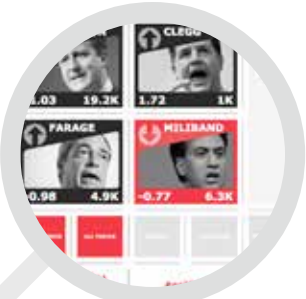 CLEGG
1.03 19.2K
1.72 1K
FARAGE
MILIBAND
-0.98 4.9K
-0.77 6.3K